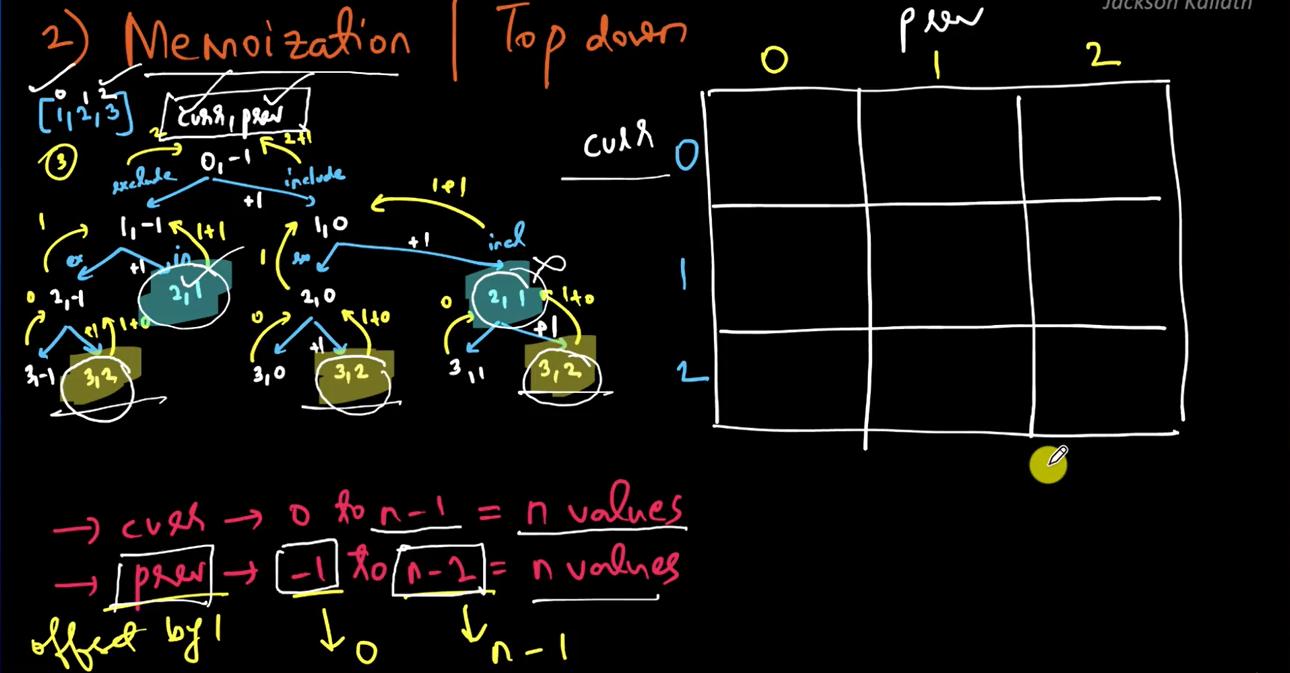 Jackson Kallath
2) Memoization | Top down
prev
0 1 2
0 1 2
[1,2,3] curr, prev
curr 0
3
2 2+1
0,-1
exclude include
+1
1+1
1 1,-1 1+1 1,0 +1 incl
ex +1 in 1 ex
0 2,-1 2,1 2,0 0 2,1 1+0
1
+1 1+0 0 +1 1+0 +1
3,-1 3,2 3,0 3,2 3,1 3,2
2
→ curr → 0 to n-1 = n values
→ prev → -1 to n-2 = n values
offset by 1 ↓ 0 ↓ n-1